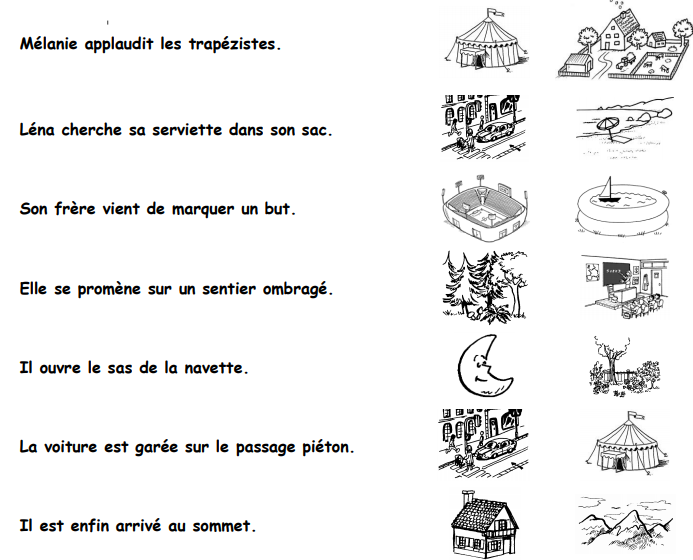 Mélanie applaudit les trapézistes.
Léna cherche sa serviette dans son sac.
Son frère vient de marquer un but.
Elle se promène sur un sentier ombragé.
Il ouvre le sas de la navette.
La voiture est garée sur le passage piéton.
Il est enfin arrivé au sommet.